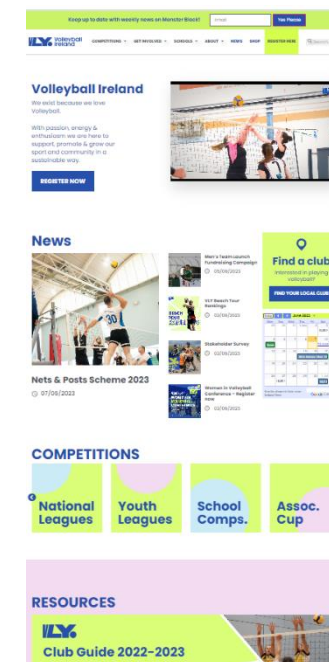 Keep up to date with weekly news on Monster Block!
email
Yes Please
Volleyball
Ireland
COMPETITIONS
GET INVOLVED
SCHOOLS
ABOUT
NEWS
SHOP
REGISTER NOW
Volleyball Ireland
We exist because we love
Volleyball.
With passion, energy &
enthusiasm we are here to
support, promote & grow our
sport and community in a
sustainable way.
REGISTER NOW
News
30
Nets & Posts Scheme 2023
07/06/2023
Men's Team Launch
Fundraising Campaign
Beach Tour
Rankings
Stakeholder Survey
Women in Volleyball
Conference – Register
Now
Find a club
Interested in playing
volleyball?
FIND YOUR LOCAL CLUB
COMPETITIONS
National
Leagues
Youth
Leagues
School
Comps.
Assoc.
Cup
RESOURCES
VLY.
Club Guide 2022-2023